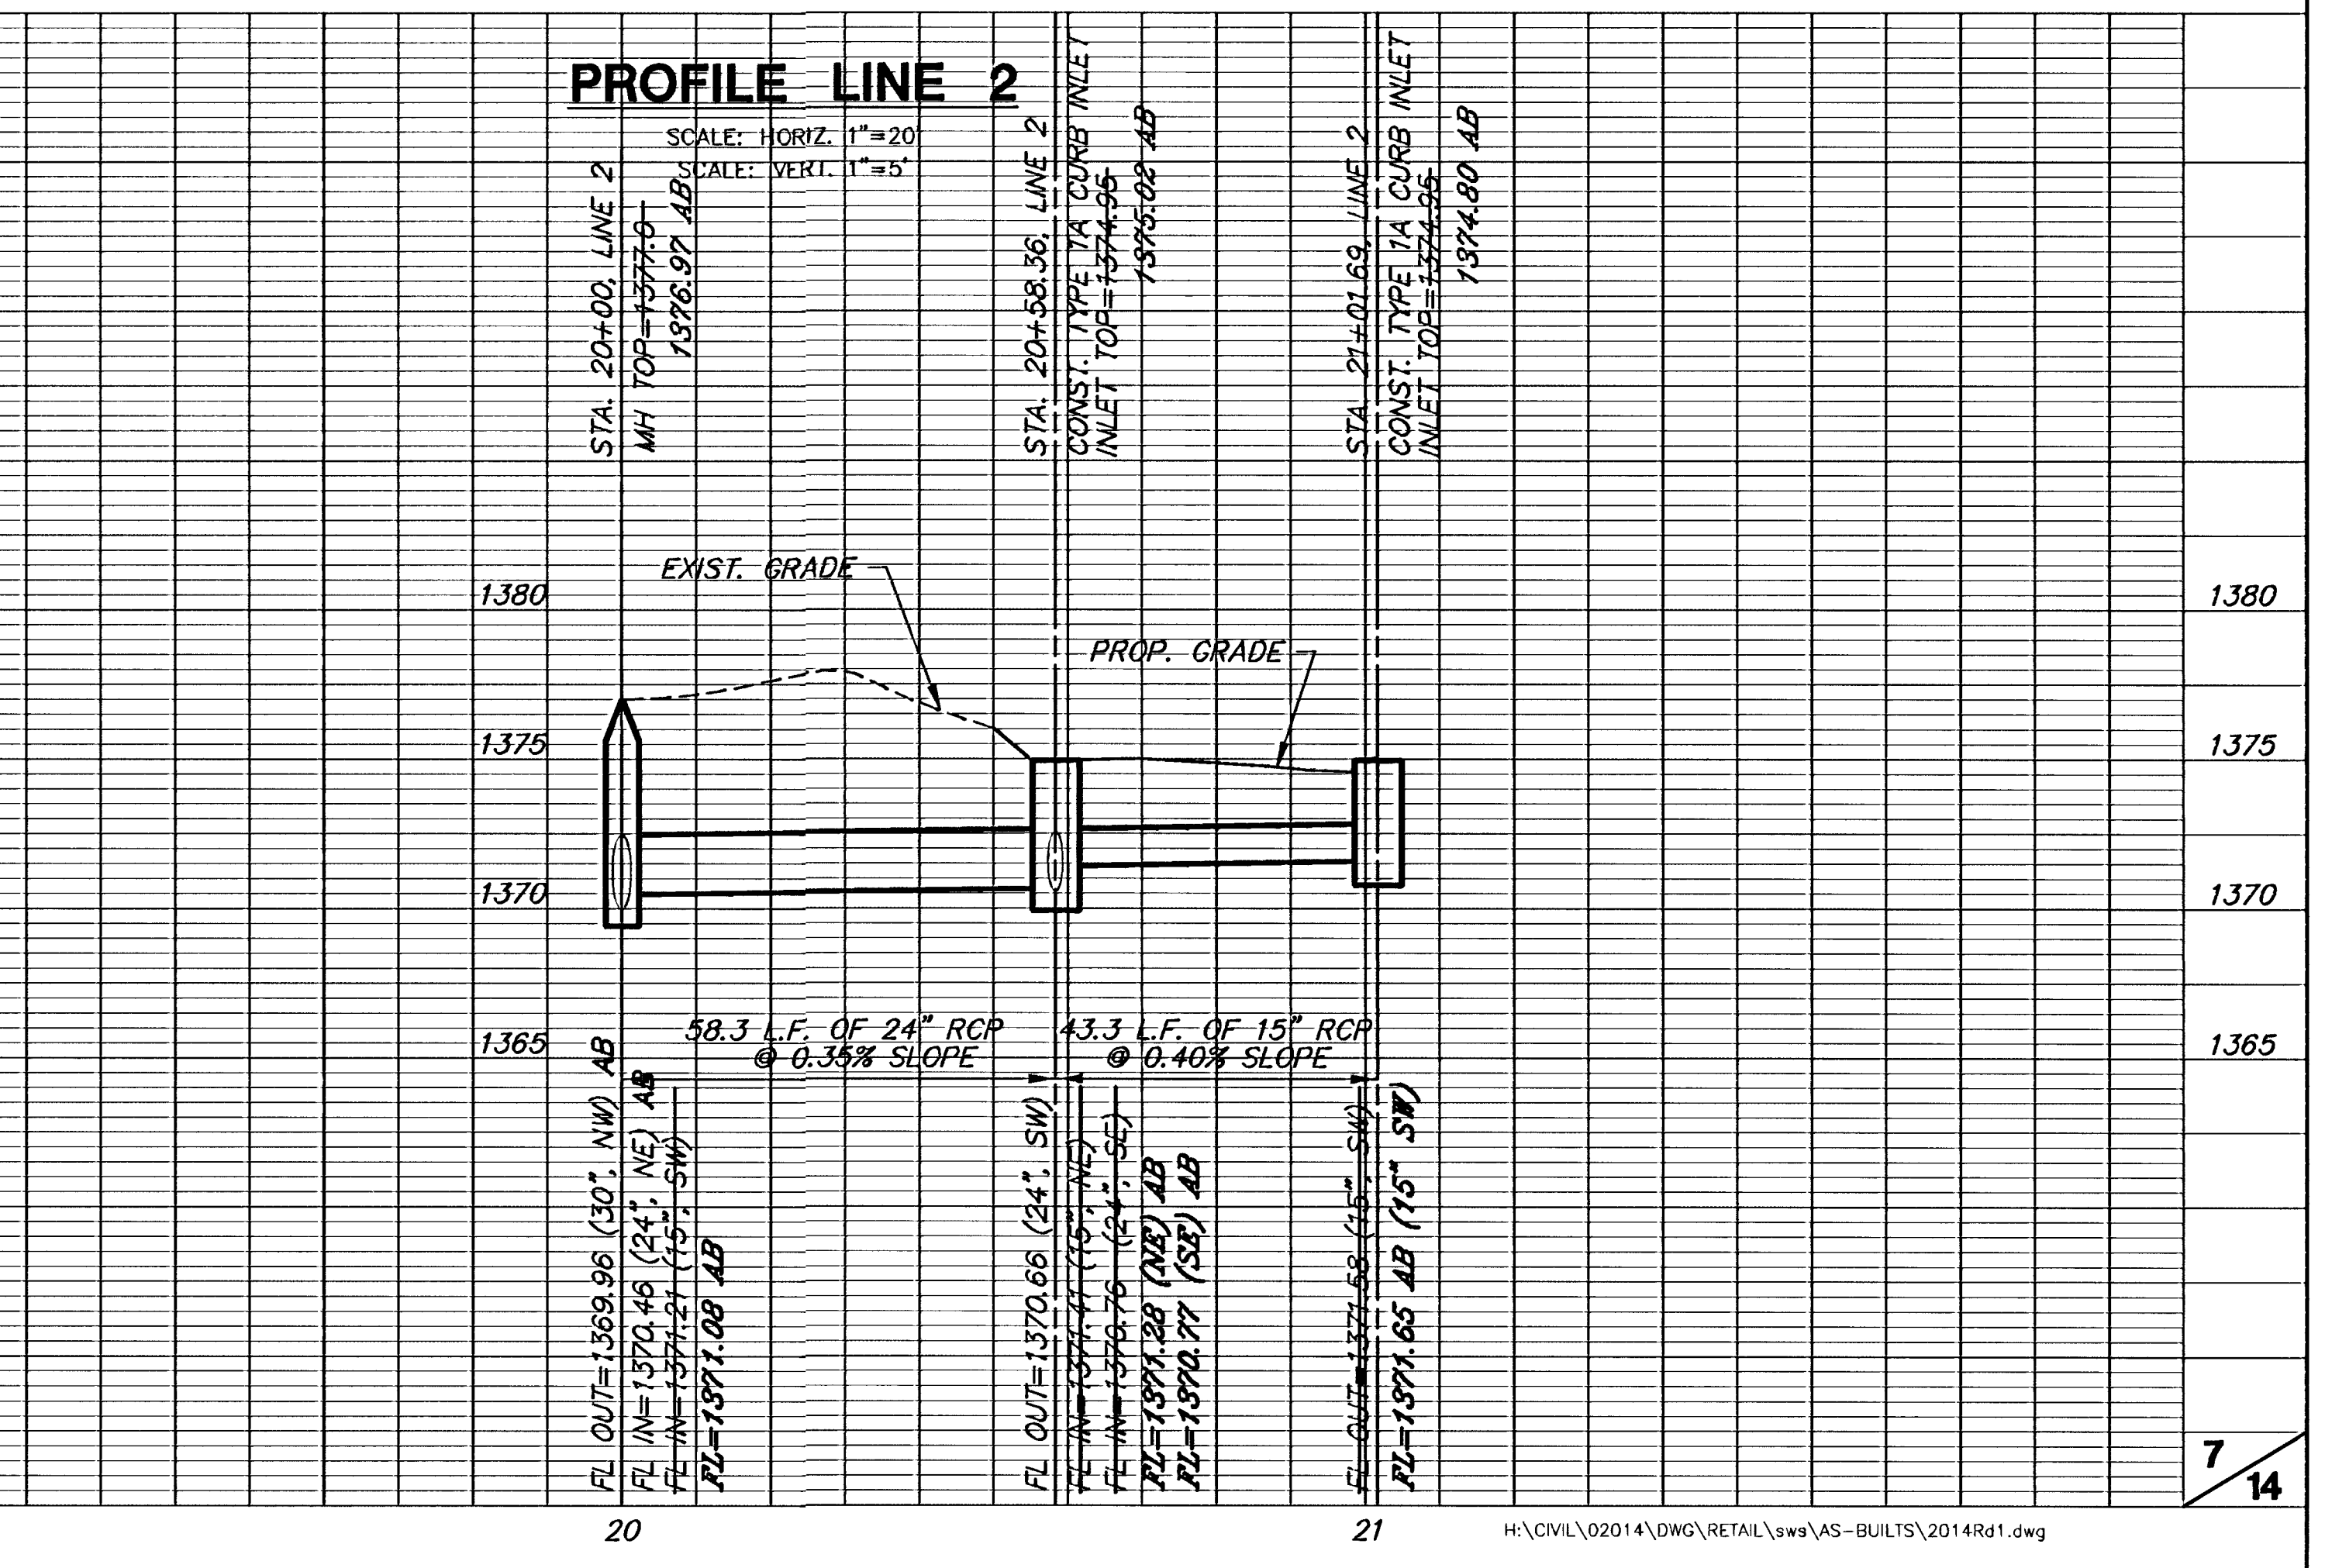 PROFILE LINE 2
SCALE: HORIZ. 1"=20'
SCALE: VERT. 1"=5'
STA. 20+00, LINE 2
MH TOP=1377.0
1376.97 AB
STA. 20+58.36, LINE 2
CONST. TYPE 1A CURB INLET
INLET TOP=1374.95
1375.02 AB
STA. 21+01.69, LINE 2
CONST. TYPE 1A CURB INLET
INLET TOP=1374.95
1374.80 AB
EXIST. GRADE
PROP. GRADE
1380
1380
1375
1375
1370
1370
1365
1365
58.3 L.F. OF 24" RCP
@ 0.35% SLOPE
43.3 L.F. OF 15" RCP
@ 0.40% SLOPE
FL OUT=1369.96 (30", NW) AB
FL IN=1370.46 (24", NE) AB
FL IN=1371.21 (15", SW)
FL=1371.08 AB
FL OUT=1370.66 (24", SW)
FL IN=1371.41 (15", NE)
FL IN=1370.76 (24", SE)
FL=1371.28 (NE) AB
FL=1370.77 (SE) AB
FL OUT=1371.58 (15", SW)
FL=1371.65 AB (15" SW)
20
21
7
14
H:\CIVIL\02014\DWG\RETAIL\sws\AS-BUILTS\2014Rd1.dwg